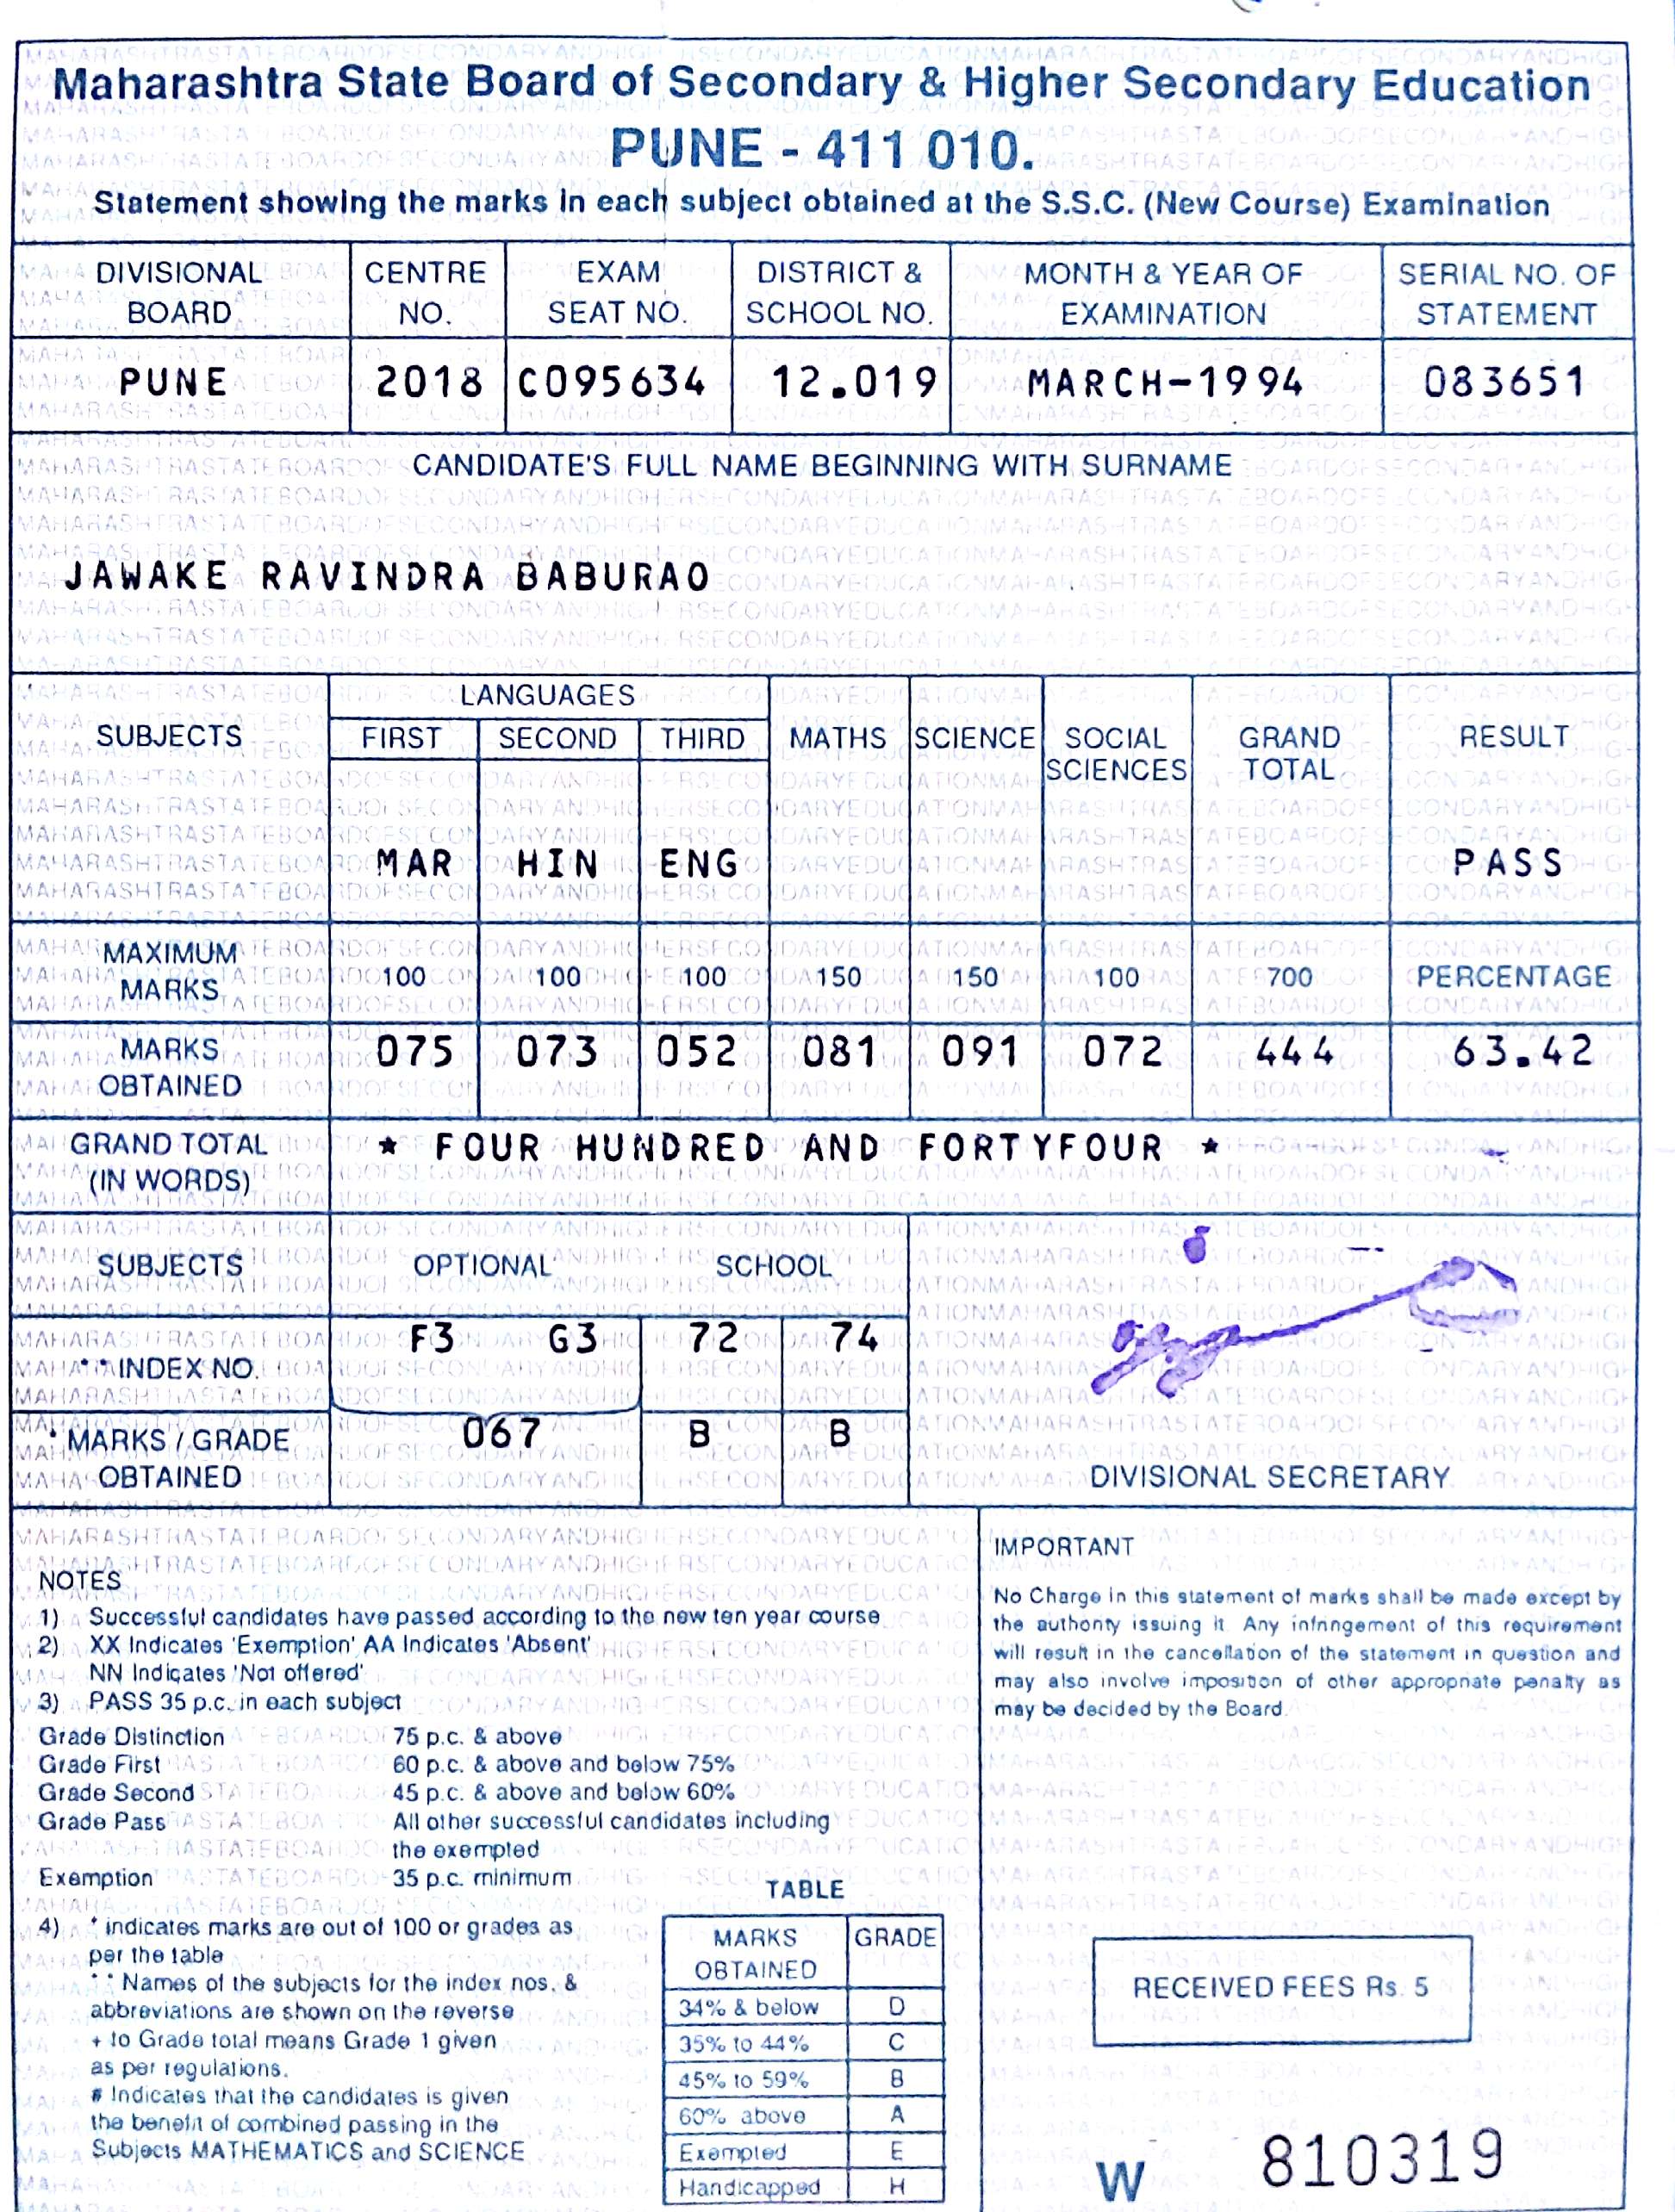 Maharashtra State Board of Secondary & Higher Secondary Education
PUNE - 411 010.
Statement showing the marks in each subject obtained at the S.S.C. (New Course) Examination
DIVISIONAL BOARD CENTRE NO. EXAM SEAT NO. DISTRICT & SCHOOL NO. MONTH & YEAR OF EXAMINATION SERIAL NO. OF STATEMENT
PUNE 2018 C095634 12.019 MARCH-1994 083651
CANDIDATE'S FULL NAME BEGINNING WITH SURNAME
JAWAKE RAVINDRA BABURAO
SUBJECTS LANGUAGES FIRST SECOND THIRD MATHS SCIENCE SOCIAL SCIENCES GRAND TOTAL RESULT
MAR HIN ENG PASS
MAXIMUM MARKS 100 100 100 150 150 100 700 PERCENTAGE
MARKS OBTAINED 075 073 052 081 091 072 444 63.42
GRAND TOTAL (IN WORDS) * FOUR HUNDRED AND FORTYFOUR *
SUBJECTS OPTIONAL SCHOOL
** INDEX NO. F3 G3 72 74
* MARKS / GRADE OBTAINED 067 B B
DIVISIONAL SECRETARY
NOTES
1) Successful candidates have passed according to the new ten year course
2) XX Indicates 'Exemption' AA Indicates 'Absent'
NN Indicates 'Not offered'
3) PASS 35 p.c. in each subject
Grade Distinction 75 p.c. & above
Grade First 60 p.c. & above and below 75%
Grade Second 45 p.c. & above and below 60%
Grade Pass All other successful candidates including
the exempted
Exemption 35 p.c. minimum
4) * indicates marks are out of 100 or grades as
per the table
** Names of the subjects for the index nos. &
abbreviations are shown on the reverse
+ to Grade total means Grade 1 given
as per regulations.
# Indicates that the candidates is given
the benefit of combined passing in the
Subjects MATHEMATICS and SCIENCE
TABLE
MARKS OBTAINED GRADE
34% & below D
35% to 44% C
45% to 59% B
60% above A
Exempted E
Handicapped H
IMPORTANT
No Charge in this statement of marks shall be made except by
the authority issuing it. Any infringement of this requirement
will result in the cancellation of the statement in question and
may also involve imposition of other appropriate penalty as
may be decided by the Board.
RECEIVED FEES Rs. 5
W 810319